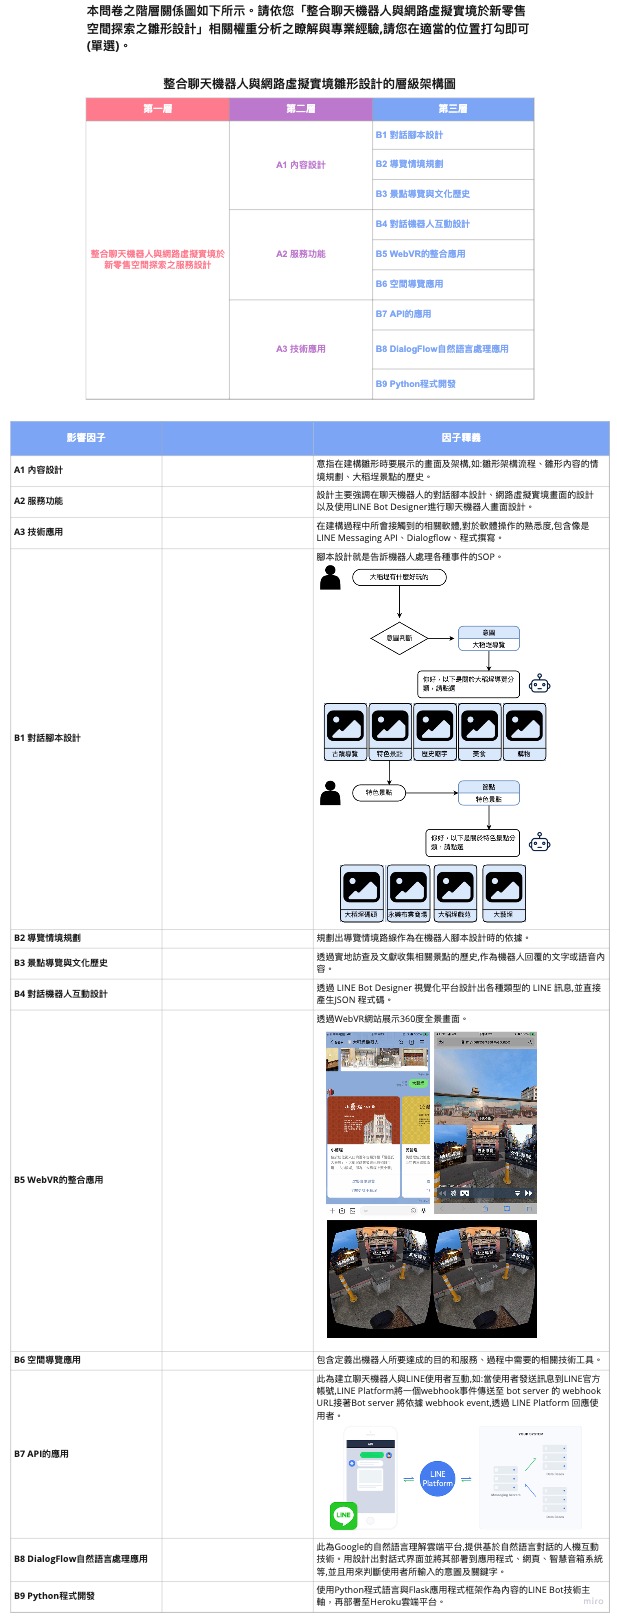 本問卷之階層關係圖如下所示。請依您「整合聊天機器人與網路虛擬實境於新零售
空間探索之雛形設計」相關權重分析之瞭解與專業經驗,請您在適當的位置打勾即可
(單選)。
整合聊天機器人與網路虛擬實境雛形設計的層級架構圖
第一層
第二層
第三層
整合聊天機器人與網路虛擬實境於
新零售空間探索之服務設計
A1 內容設計
B1 對話腳本設計
B2 導覽情境規劃
B3 景點導覽與文化歷史
A2 服務功能
B4 對話機器人互動設計
B5 WebVR的整合應用
B6 空間導覽應用
A3 技術應用
B7 API的應用
B8 DialogFlow自然語言處理應用
B9 Python程式開發
影響因子
因子釋義
A1 內容設計
意指在建構雛形時要展示的畫面及架構,如:雛形架構流程、雛形內容的情
境規劃、大稻埕景點的歷史。
A2 服務功能
設計主要強調在聊天機器人的對話腳本設計、網路虛擬實境畫面的設計
以及使用LINE Bot Designer進行聊天機器人畫面設計。
A3 技術應用
在建構過程中所會接觸到的相關軟體,對於軟體操作的熟悉度,包含像是
LINE Messaging API、Dialogflow、程式撰寫。
B1 對話腳本設計
腳本設計就是告訴機器人處理各種事件的SOP。
大稻埕有什麼好玩的
意圖判斷
意圖
大稻埕導覽
你好，以下是關於大稻埕導覽分
類，請點選
古蹟導覽
特色景點
歷史廟宇
美食
購物
特色景點
節點
特色景點
你好，以下是關於特色景點分
類，請點選
大稻埕碼頭
永樂布業商場
大稻埕戲苑
大藝埕
B2 導覽情境規劃
規劃出導覽情境路線作為在機器人腳本設計時的依據。
B3 景點導覽與文化歷史
透過實地訪查及文獻收集相關景點的歷史,作為機器人回覆的文字或語音內
容。
B4 對話機器人互動設計
透過 LINE Bot Designer 視覺化平台設計出各種類型的 LINE 訊息,並直接
產生JSON 程式碼。
B5 WebVR的整合應用
透過WebVR網站展示360度全景畫面。
B6 空間導覽應用
包含定義出機器人所要達成的目的和服務、過程中需要的相關技術工具。
B7 API的應用
此為建立聊天機器人與LINE使用者互動,如:當使用者發送訊息到LINE官方
帳號,LINE Platform將一個webhook事件傳送至 bot server 的 webhook
URL接著Bot server 將依據 webhook event,透過 LINE Platform 回應使
用者。
LINE
Platform
LINE
B8 DialogFlow自然語言處理應用
此為Google的自然語言理解雲端平台,提供基於自然語言對話的人機互動
技術。用設計出對話式界面並將其部署到應用程式、網頁、智慧音箱系統
等,並且用來判斷使用者所輸入的意圖及關鍵字。
B9 Python程式開發
使用Python程式語言與Flask應用程式框架作為內容的LINE Bot技術主
軸，再部署至Heroku雲端平台。
miro